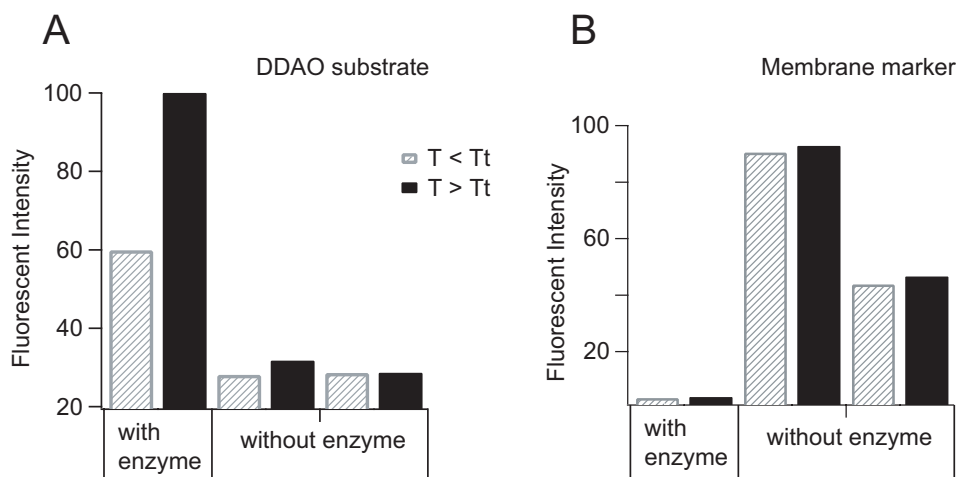 A
DDAO substrate
Fluorescent Intensity
100
80
60
40
20
T < Tt
T > Tt
with
enzyme
without enzyme
B
Membrane marker
Fluorescent Intensity
100
60
20
with
enzyme
without enzyme